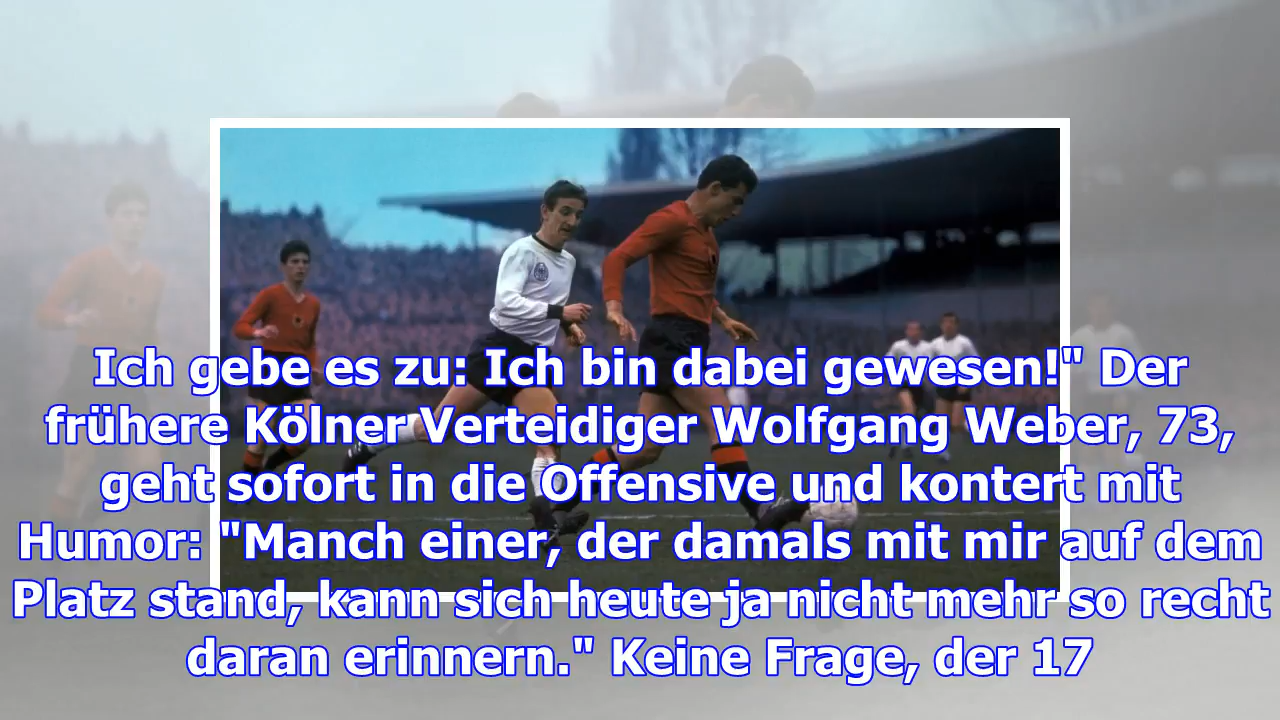 Ich gebe es zu: Ich bin dabei gewesen!" Der
frühere Kölner Verteidiger Wolfgang Weber, 73,
geht sofort in die Offensive und kontert mit
Humor: "Manch einer, der damals mit mir auf dem
Platz stand, kann sich heute ja nicht mehr so recht
daran erinnern." Keine Frage, der 17